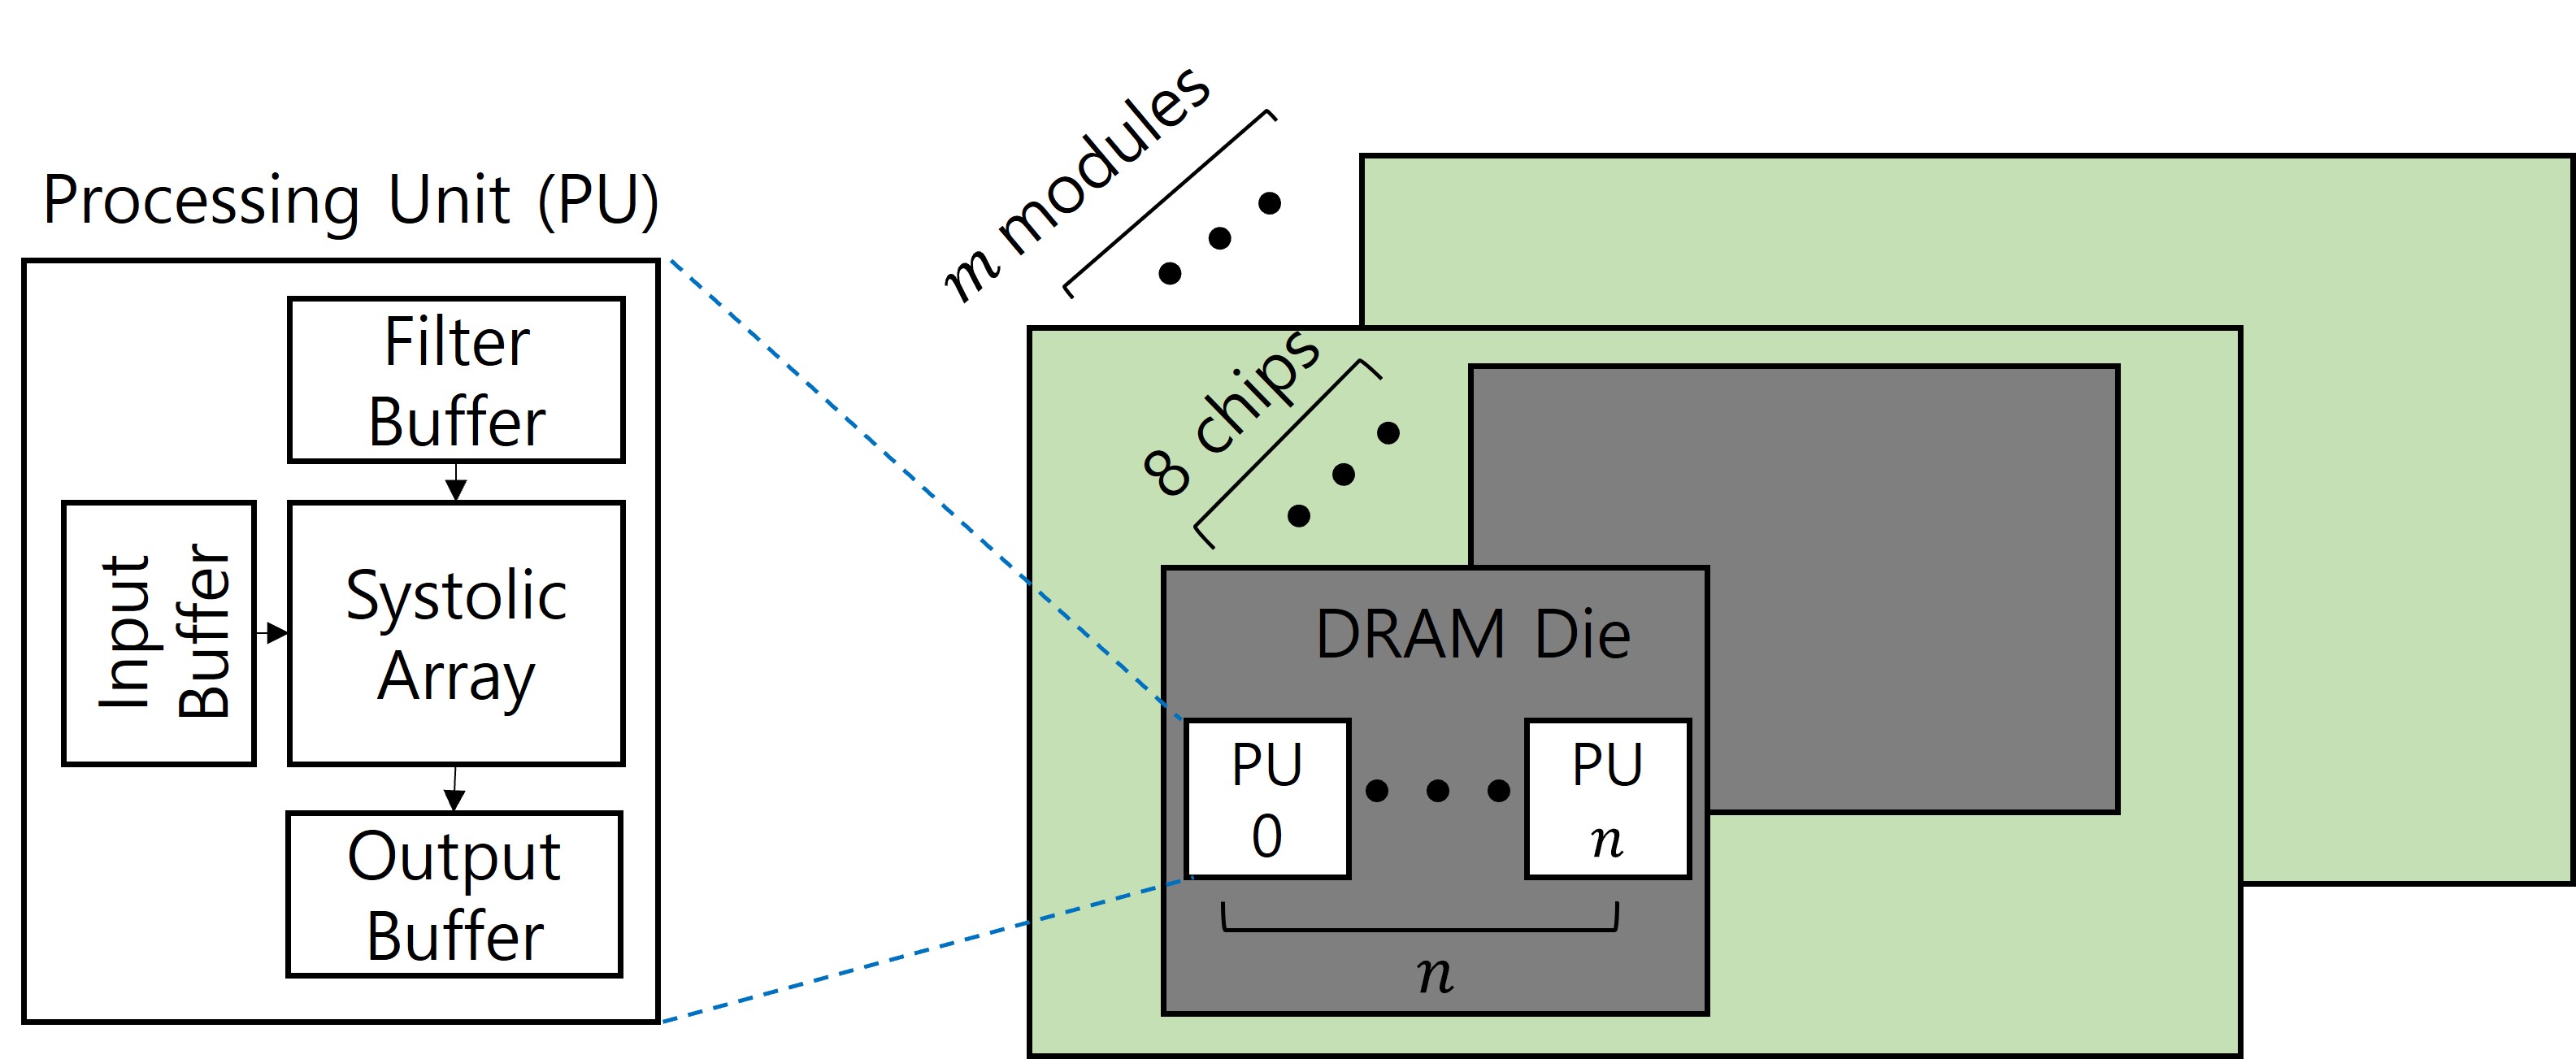 Processing Unit (PU)
Filter
Buffer
Input
Buffer
Systolic
Array
Output
Buffer
m modules
8 chips
DRAM Die
PU
0
PU
n
n